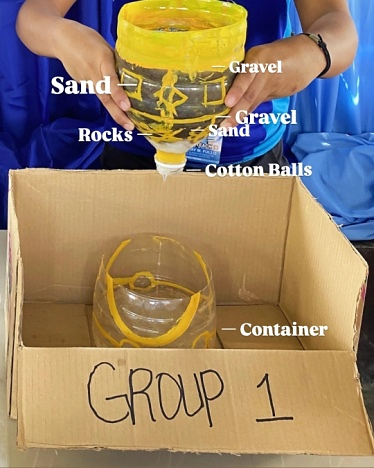 Gravel
Sand
Gravel
Rocks
Sand
Cotton Balls
Container
GROUP 1